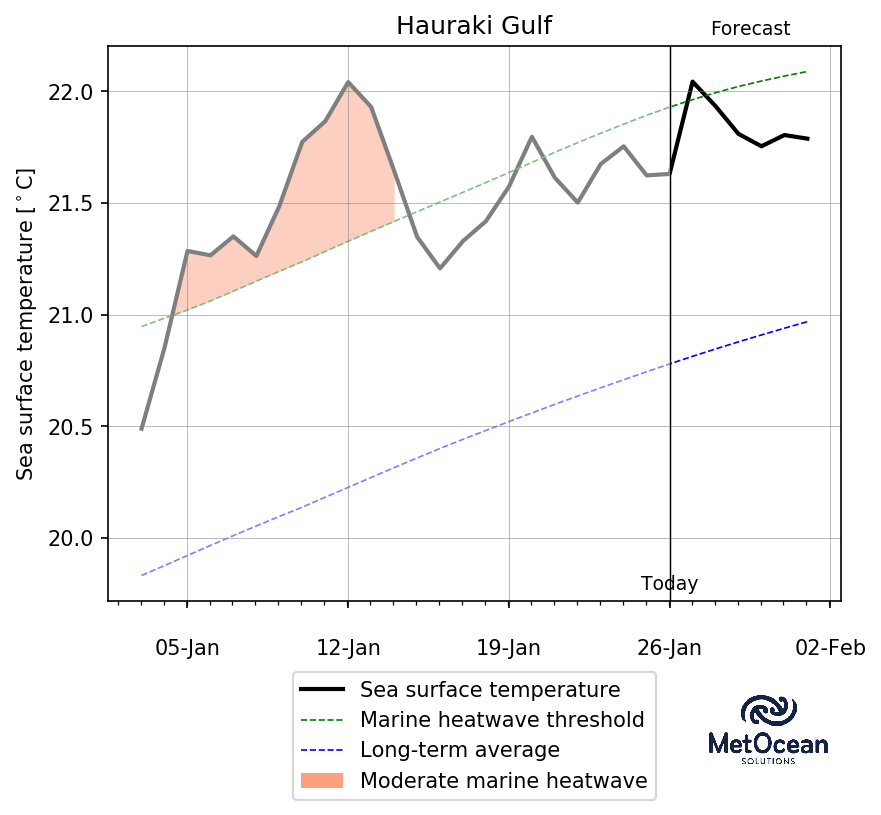 Hauraki Gulf
Forecast
Sea surface temperature [°C]
22.0
21.5
21.0
20.5
20.0
Today
05-Jan
12-Jan
19-Jan
26-Jan
02-Feb
Sea surface temperature
Marine heatwave threshold
Long-term average
Moderate marine heatwave
MetOcean
SOLUTIONS